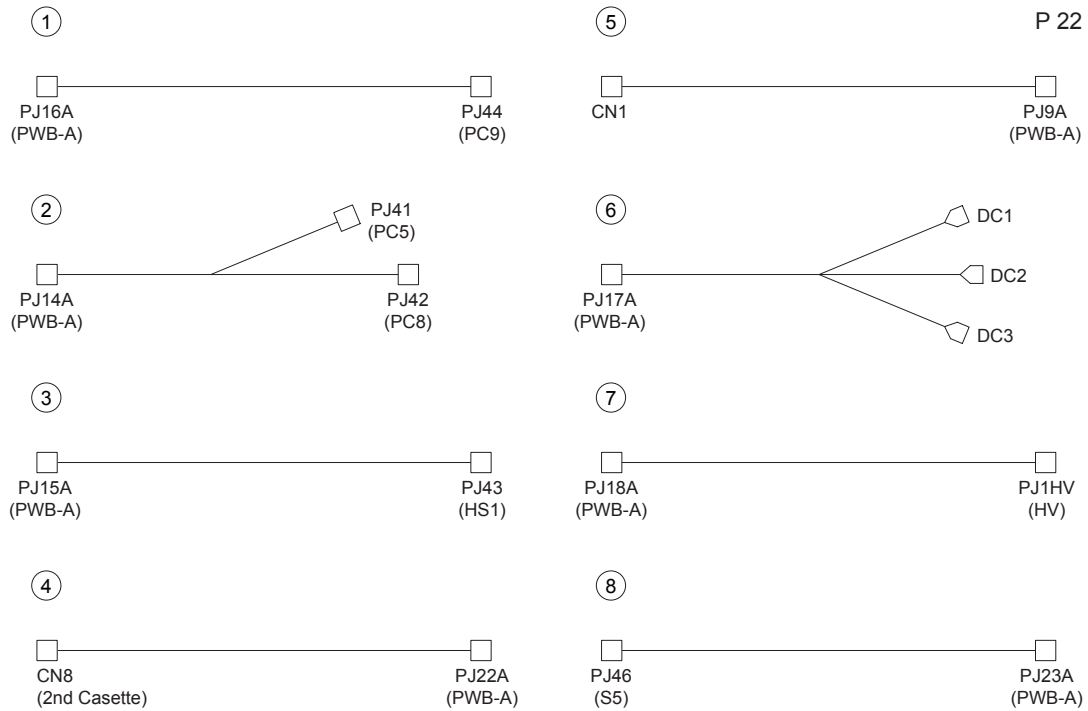 1
PJ16A
(PWB-A)
PJ44
(PC9)
2
PJ41
(PC5)
PJ14A
(PWB-A)
PJ42
(PC8)
3
PJ15A
(PWB-A)
PJ43
(HS1)
4
CN8
(2nd Casette)
PJ22A
(PWB-A)
P 22
5
CN1
PJ9A
(PWB-A)
6
PJ17A
(PWB-A)
DC1
DC2
DC3
7
PJ18A
(PWB-A)
PJ1HV
(HV)
8
PJ46
(S5)
PJ23A
(PWB-A)